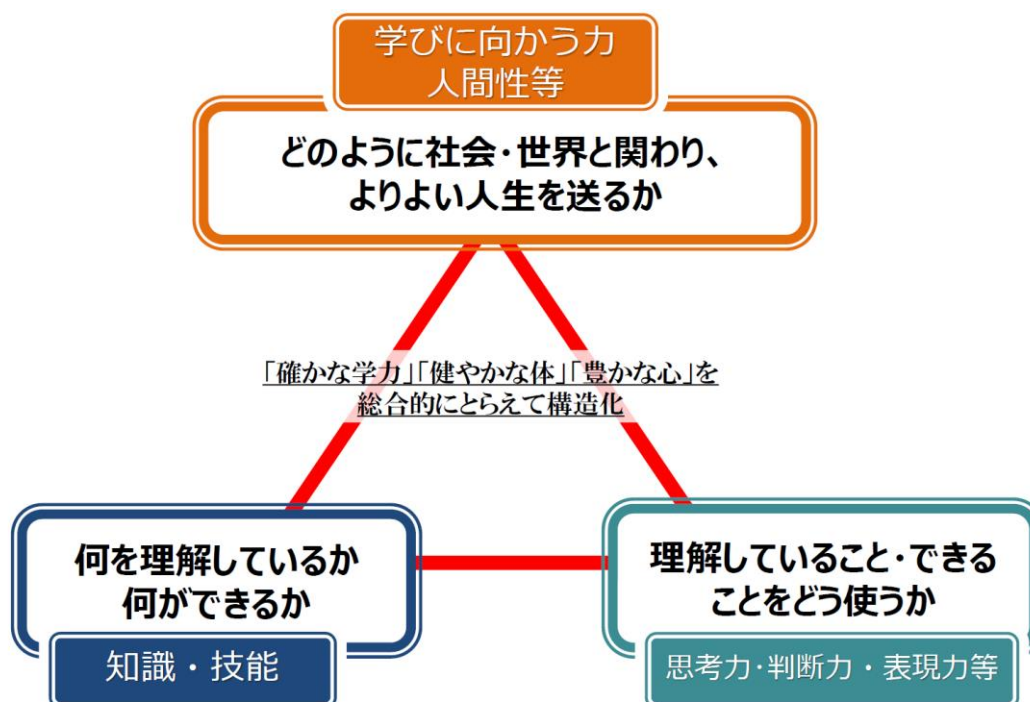 学びに向かう力
人間性等
どのように社会・世界と関わり、
よりよい人生を送るか
「確かな学力」「健やかな体」「豊かな心」を
総合的にとらえて構造化
何を理解しているか
何ができるか
知識・技能
理解していること・できる
ことをどう使うか
思考力・判断力・表現力等